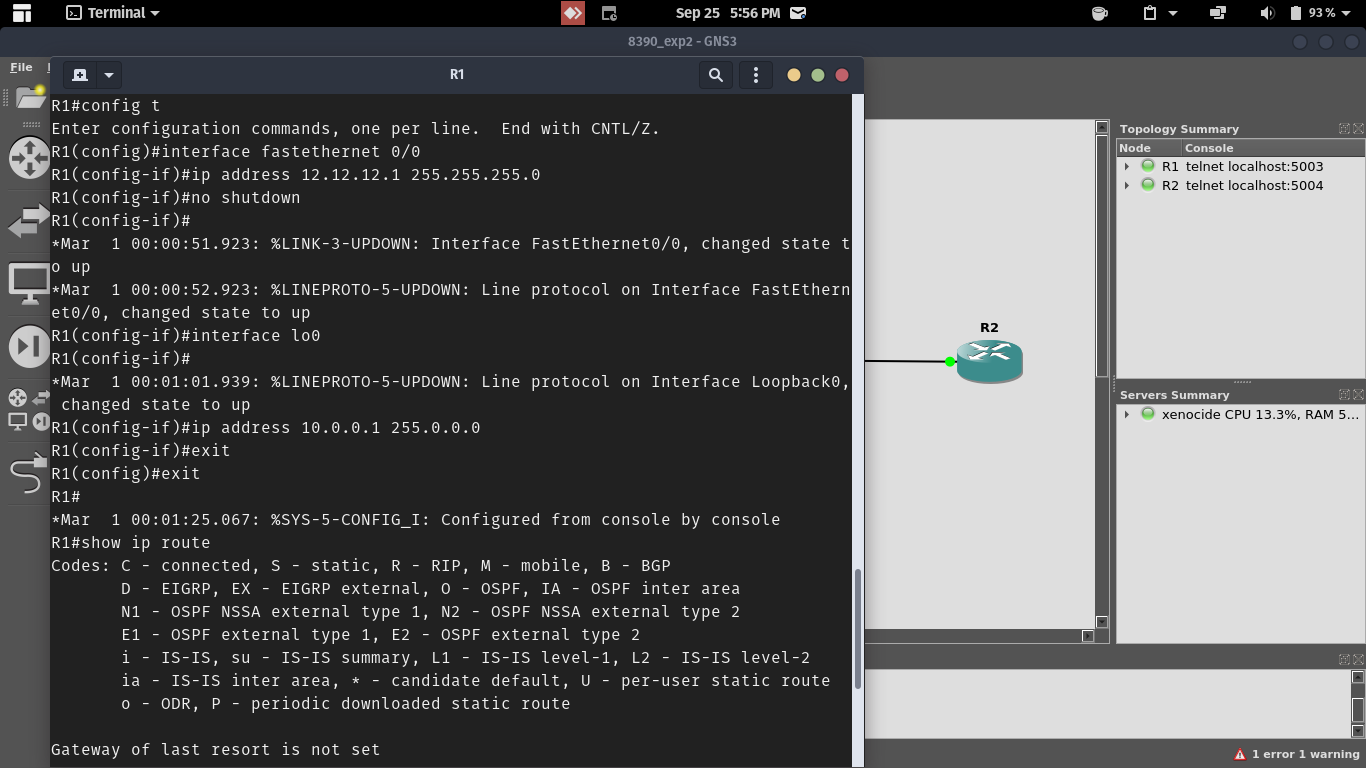 Terminal
Sep 25 5:56 PM
93 %
8390_exp2 - GNS3
File
R1
R1#config t
Enter configuration commands, one per line.  End with CNTL/Z.
R1(config)#interface fastethernet 0/0
R1(config-if)#ip address 12.12.12.1 255.255.255.0
R1(config-if)#no shutdown
R1(config-if)#
*Mar  1 00:00:51.923: %LINK-3-UPDOWN: Interface FastEthernet0/0, changed state t
o up
*Mar  1 00:00:52.923: %LINEPROTO-5-UPDOWN: Line protocol on Interface FastEthern
et0/0, changed state to up
R1(config-if)#interface lo0
R1(config-if)#
*Mar  1 00:01:01.939: %LINEPROTO-5-UPDOWN: Line protocol on Interface Loopback0,
 changed state to up
R1(config-if)#ip address 10.0.0.1 255.0.0.0
R1(config-if)#exit
R1(config)#exit
R1#
*Mar  1 00:01:25.067: %SYS-5-CONFIG_I: Configured from console by console
R1#show ip route
Codes: C - connected, S - static, R - RIP, M - mobile, B - BGP
       D - EIGRP, EX - EIGRP external, O - OSPF, IA - OSPF inter area
       N1 - OSPF NSSA external type 1, N2 - OSPF NSSA external type 2
       E1 - OSPF external type 1, E2 - OSPF external type 2
       i - IS-IS, su - IS-IS summary, L1 - IS-IS level-1, L2 - IS-IS level-2
       ia - IS-IS inter area, * - candidate default, U - per-user static route
       o - ODR, P - periodic downloaded static route
Gateway of last resort is not set
R2
Topology Summary
Node Console
R1 telnet localhost:5003
R2 telnet localhost:5004
Servers Summary
xenocide CPU 13.3%, RAM 5...
1 error 1 warning